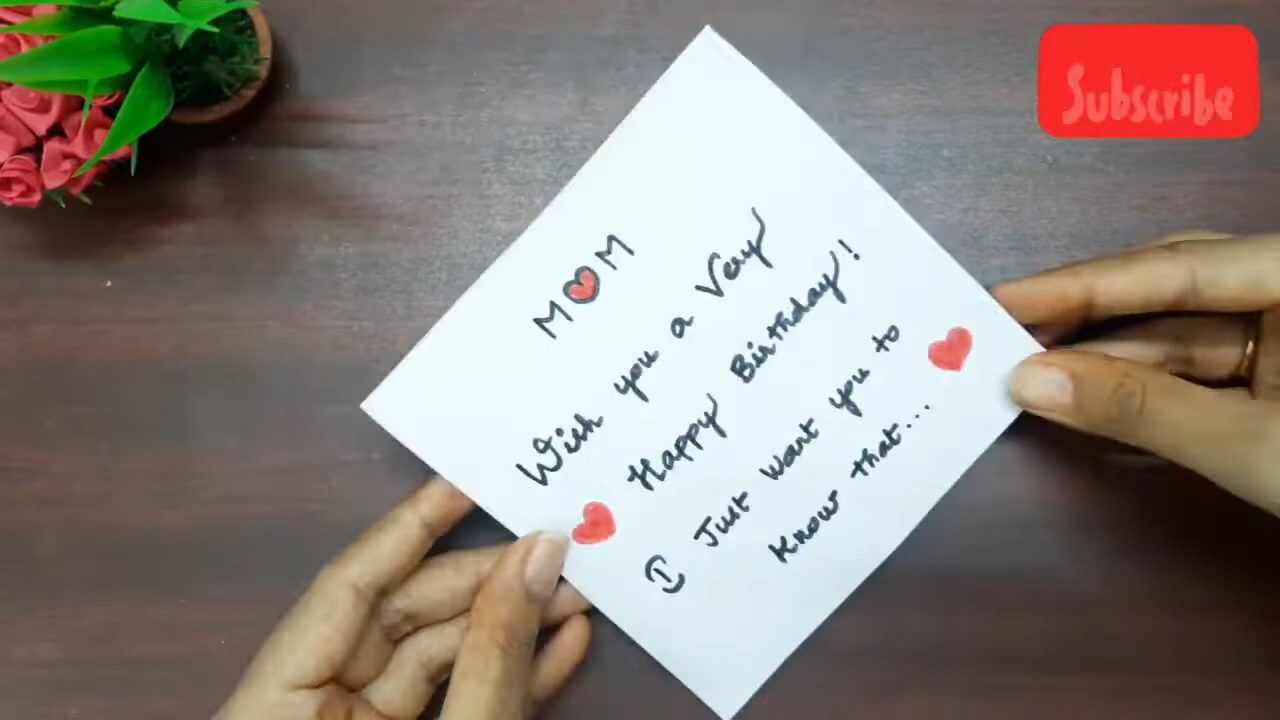 MOM
Wish you a Very
Happy Birthday!
I Just want you to
Know that...
Subscribe